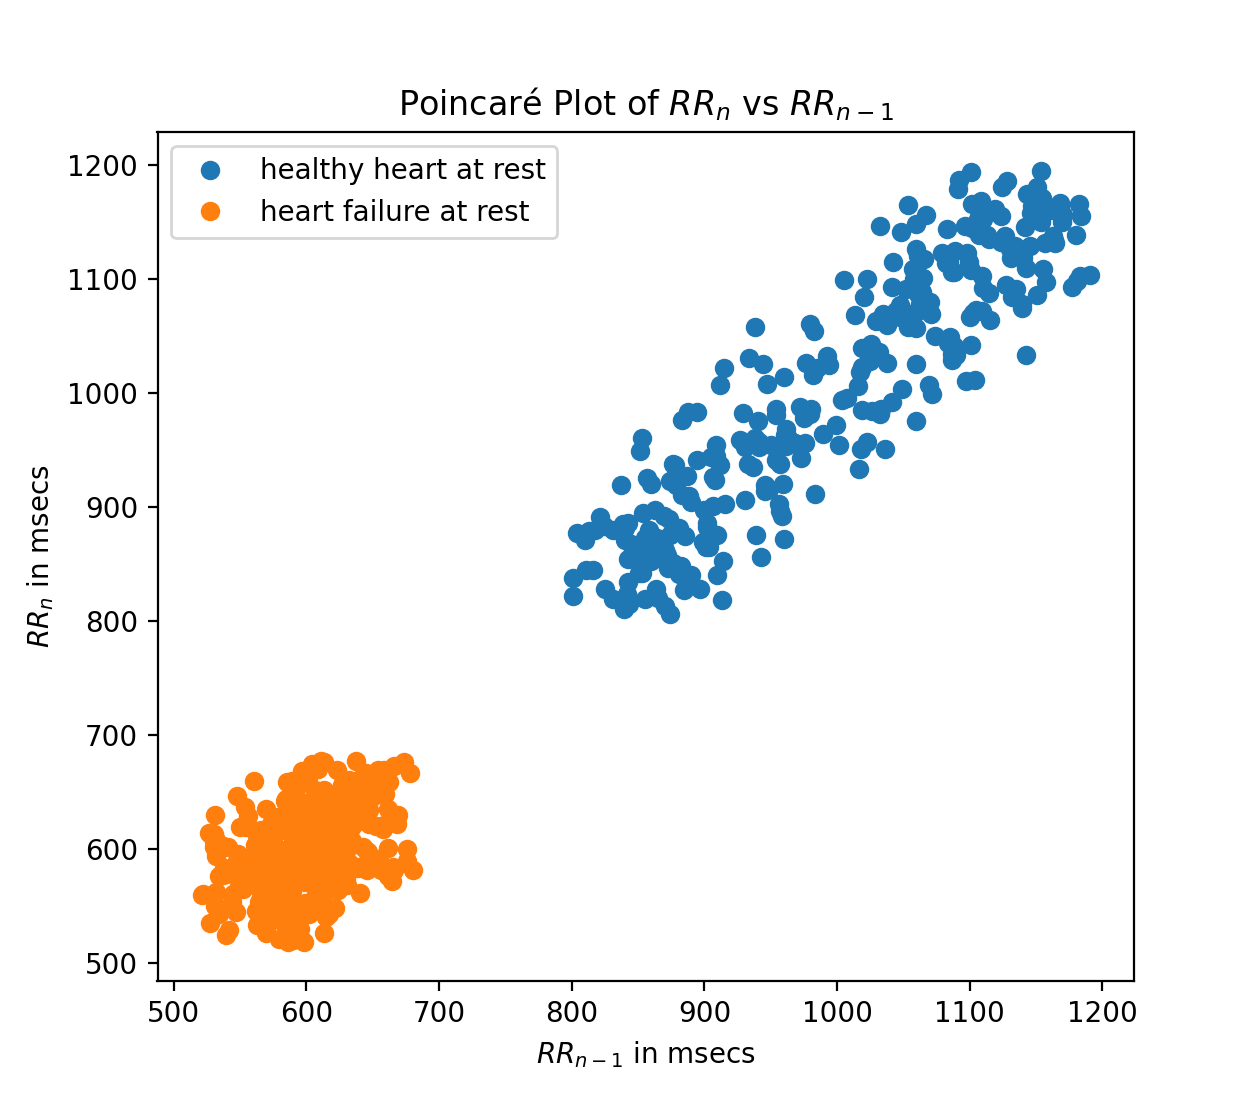 Poincaré Plot of RRₙ vs RRₙ₋₁
healthy heart at rest
heart failure at rest
1200
1100
1000
900
800
700
600
500
RRₙ in msecs
500 600 700 800 900 1000 1100 1200
RRₙ₋₁ in msecs